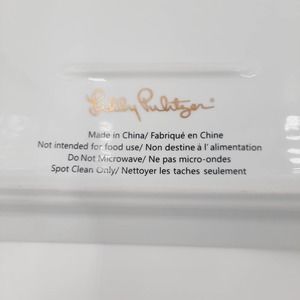 Lilly Pulitzer®
Made in China/ Fabriqué en Chine
Not intended for food use/ Non destine à l' alimentation
Do Not Microwave/ Ne pas micro-ondes
Spot Clean Only/ Nettoyer les taches seulement